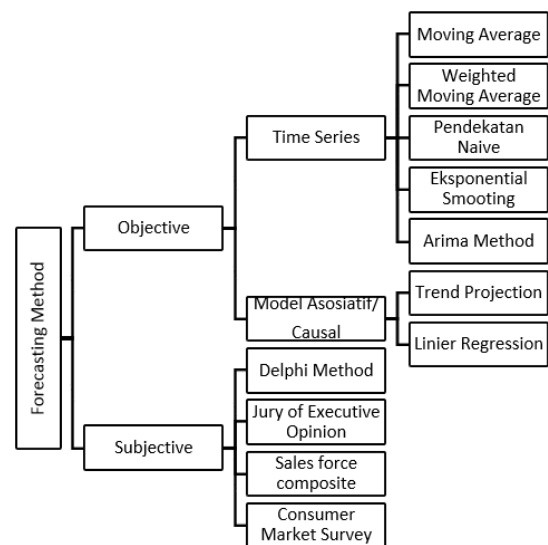 Forecasting Method
Objective
Time Series
Moving Average
Weighted
Moving Average
Pendekatan
Naive
Eksponential
Smooting
Arima Method
Model Asosiatif/
Causal
Trend Projection
Linier Regression
Subjective
Delphi Method
Jury of Executive
Opinion
Sales force
composite
Consumer
Market Survey